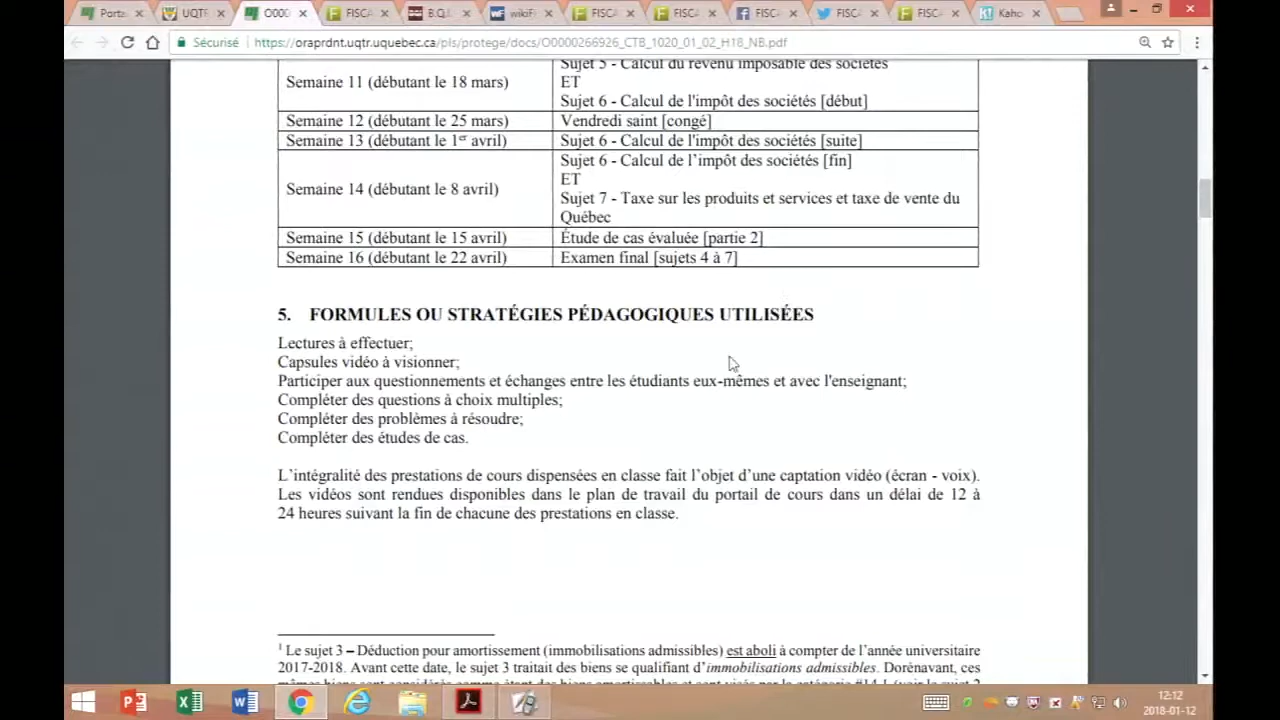 Porta
UQTF
O000
FISCA
B.Q.I.
wikiF
FISCA
FISCA
FISCA
FISCA
FISCA
Kaho
Sécurisé
https://oraprdnt.uqtr.uquebec.ca/pls/protege/docs/O0000266926_CTB_1020_01_02_H18_NB.pdf
Sujet 5 - Calcul du revenu imposable des sociétés
Semaine 11 (débutant le 18 mars)
ET
Sujet 6 - Calcul de l'impôt des sociétés [début]
Semaine 12 (débutant le 25 mars)
Vendredi saint [congé]
Semaine 13 (débutant le 1er avril)
Sujet 6 - Calcul de l'impôt des sociétés [suite]
Semaine 14 (débutant le 8 avril)
Sujet 6 - Calcul de l'impôt des sociétés [fin]
ET
Sujet 7 - Taxe sur les produits et services et taxe de vente du
Québec
Semaine 15 (débutant le 15 avril)
Étude de cas évaluée [partie 2]
Semaine 16 (débutant le 22 avril)
Examen final [sujets 4 à 7]
5. FORMULES OU STRATÉGIES PÉDAGOGIQUES UTILISÉES
Lectures à effectuer;
Capsules vidéo à visionner;
Participer aux questionnements et échanges entre les étudiants eux-mêmes et avec l'enseignant;
Compléter des questions à choix multiples;
Compléter des problèmes à résoudre;
Compléter des études de cas.
L'intégralité des prestations de cours dispensées en classe fait l'objet d'une captation vidéo (écran - voix).
Les vidéos sont rendues disponibles dans le plan de travail du portail de cours dans un délai de 12 à
24 heures suivant la fin de chacune des prestations en classe.
1 Le sujet 3 – Déduction pour amortissement (immobilisations admissibles) est aboli à compter de l'année universitaire
2017-2018. Avant cette date, le sujet 3 traitait des biens se qualifiant d'immobilisations admissibles. Dorénavant, ces
12:12
2018-01-12